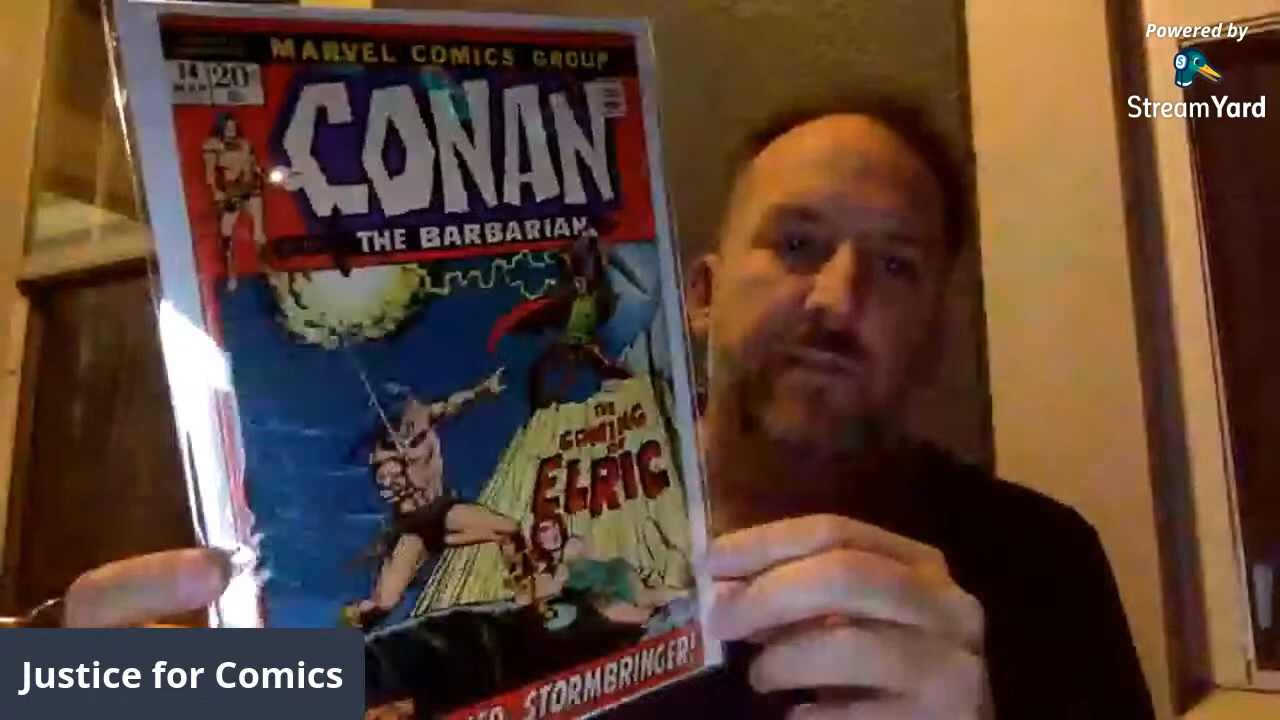 Powered by
StreamYard
MARVEL COMICS GROUP
14
20¢
MAR
CONAN
THE BARBARIAN
THE
COMING
OF
ELRIC
STORMBRINGER!
Justice for Comics